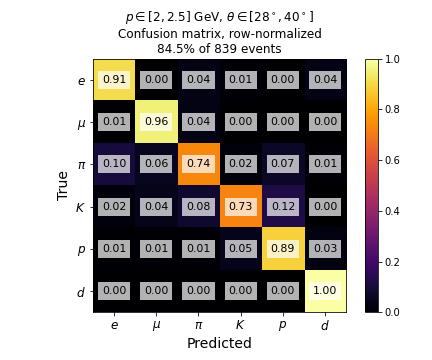 p ∈ [2, 2.5] GeV, θ ∈ [28°, 40°]
Confusion matrix, row-normalized
84.5% of 839 events
e 0.91 0.00 0.04 0.01 0.00 0.04
μ 0.01 0.96 0.04 0.00 0.00 0.00
π 0.10 0.06 0.74 0.02 0.07 0.01
K 0.02 0.04 0.08 0.73 0.12 0.00
p 0.01 0.01 0.01 0.05 0.89 0.03
d 0.00 0.00 0.00 0.00 0.00 1.00
e μ π K p d
Predicted
True
1.0
0.8
0.6
0.4
0.2
0.0